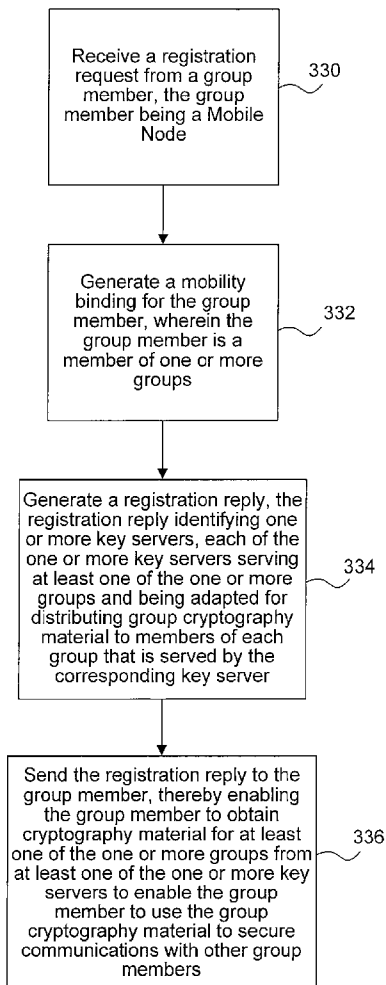 Receive a registration
request from a group
member, the group
member being a Mobile
Node
330
Generate a mobility
binding for the group
member, wherein the
group member is a
member of one or more
groups
332
Generate a registration reply, the
registration reply identifying one
or more key servers, each of the
one or more key servers serving
at least one of the one or more
groups and being adapted for
distributing group cryptography
material to members of each
group that is served by the
corresponding key server
334
Send the registration reply to the
group member, thereby enabling
the group member to obtain
cryptography material for at least
one of the one or more groups from
at least one of the one or more key
servers to enable the group
member to use the group
cryptography material to secure
communications with other group
members
336